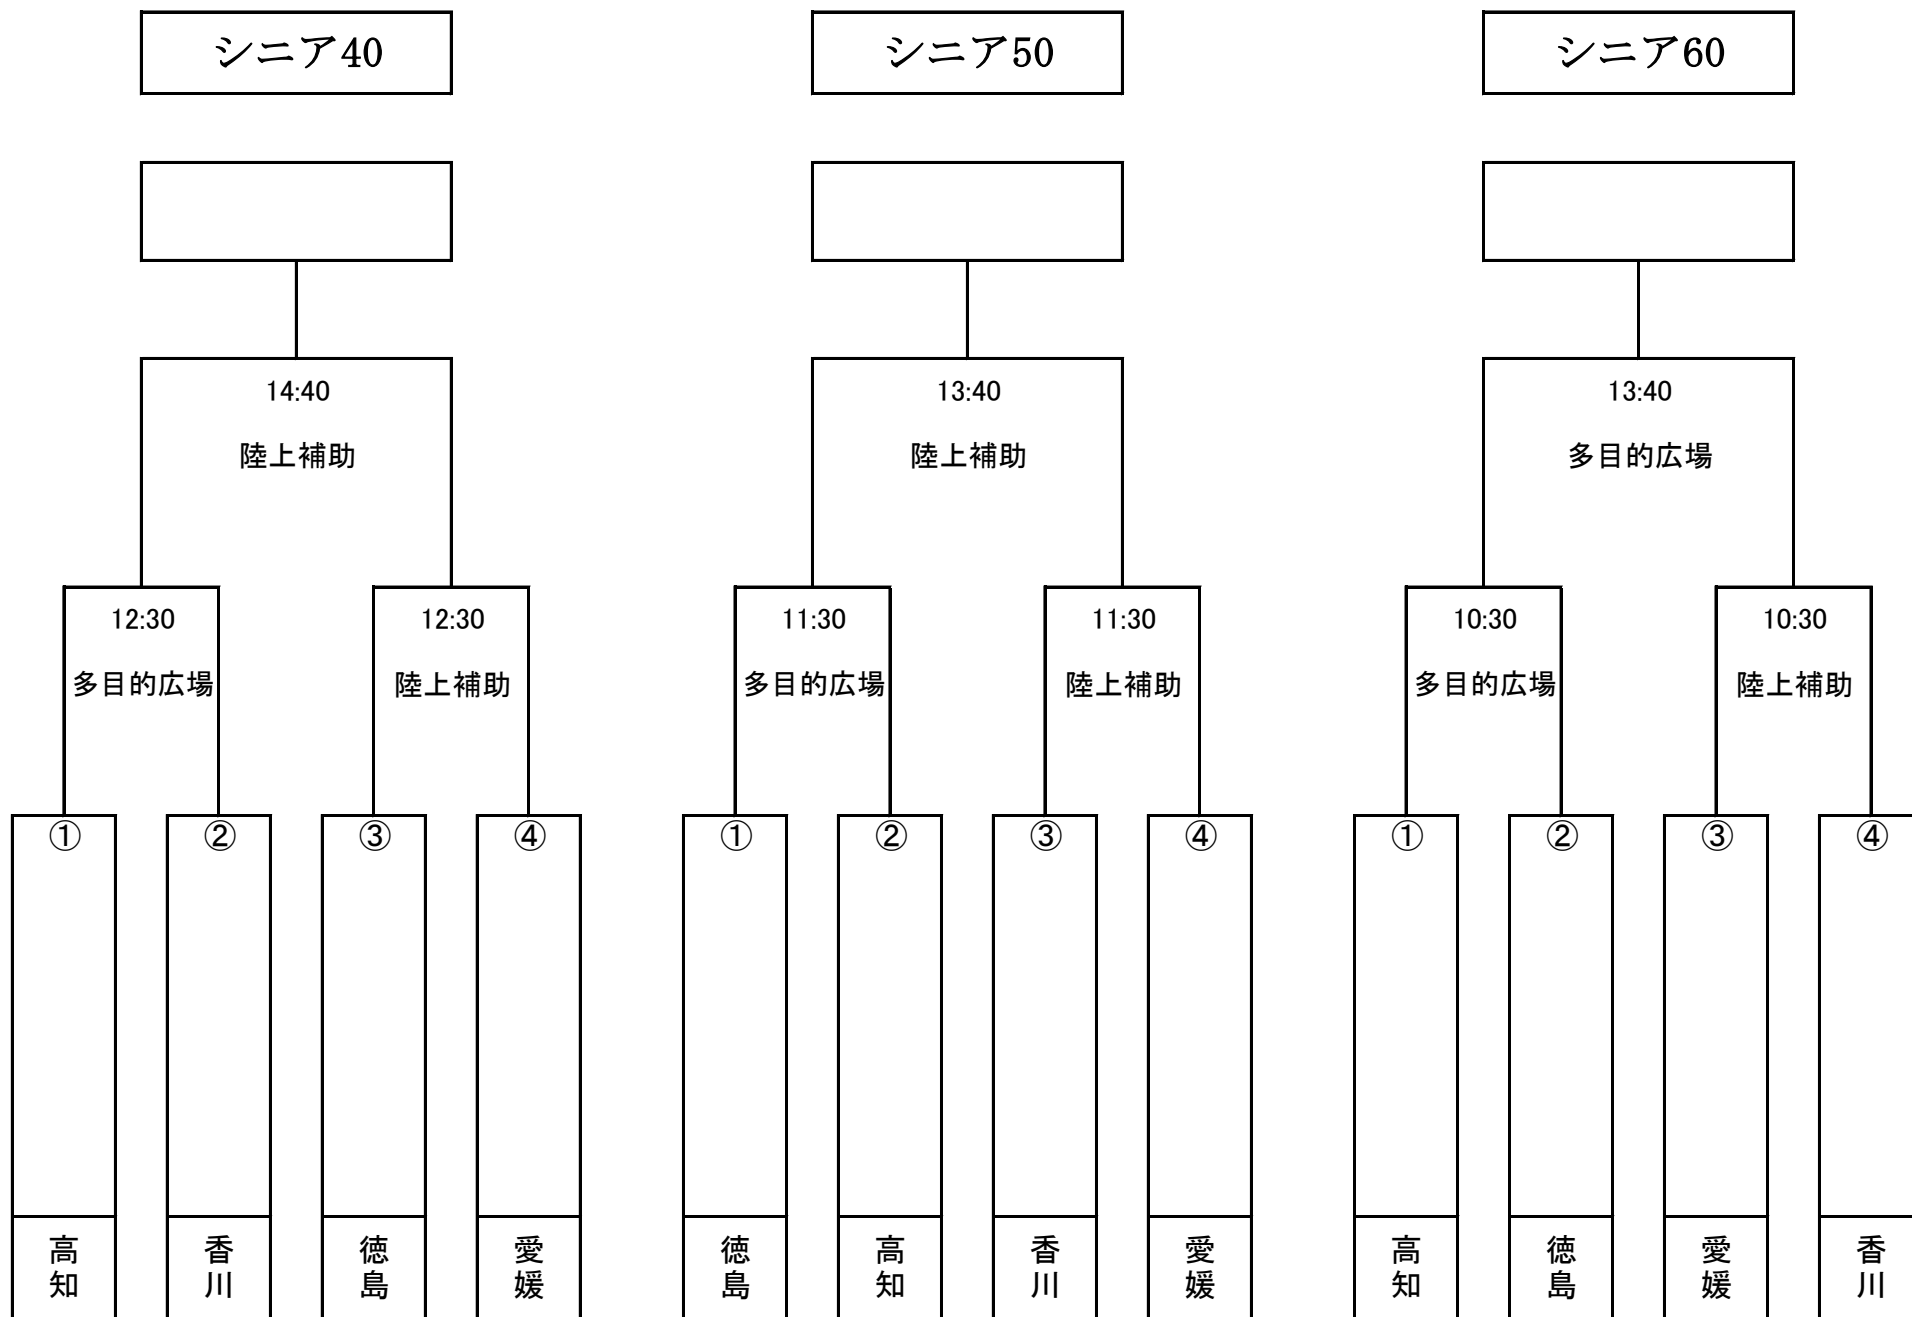 シニア40
シニア50
シニア60
14:40
13:40
13:40
陸上補助
陸上補助
多目的広場
12:30
12:30
11:30
11:30
10:30
10:30
多目的広場
陸上補助
多目的広場
陸上補助
多目的広場
陸上補助
①
②
③
④
①
②
③
④
①
②
③
④
高知
香川
徳島
愛媛
徳島
高知
香川
愛媛
高知
徳島
愛媛
香川